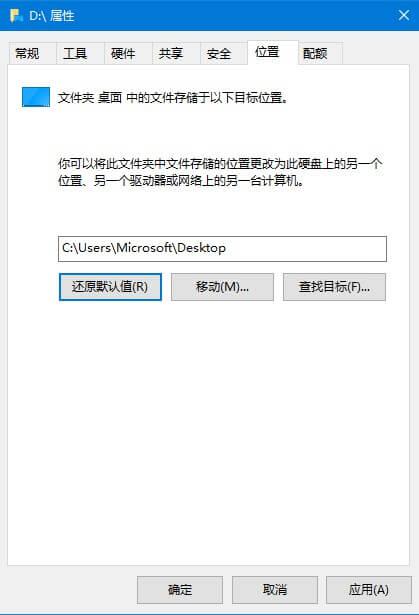 D:\ 属性
常规 工具 硬件 共享 安全 位置 配额
文件夹 桌面 中的文件存储于以下目标位置。
你可以将此文件夹中文件存储的位置更改为此硬盘上的另一个
位置、另一个驱动器或网络上的另一台计算机。
C:\Users\Microsoft\Desktop
还原默认值(R) 移动(M)... 查找目标(F)...
确定 取消 应用(A)